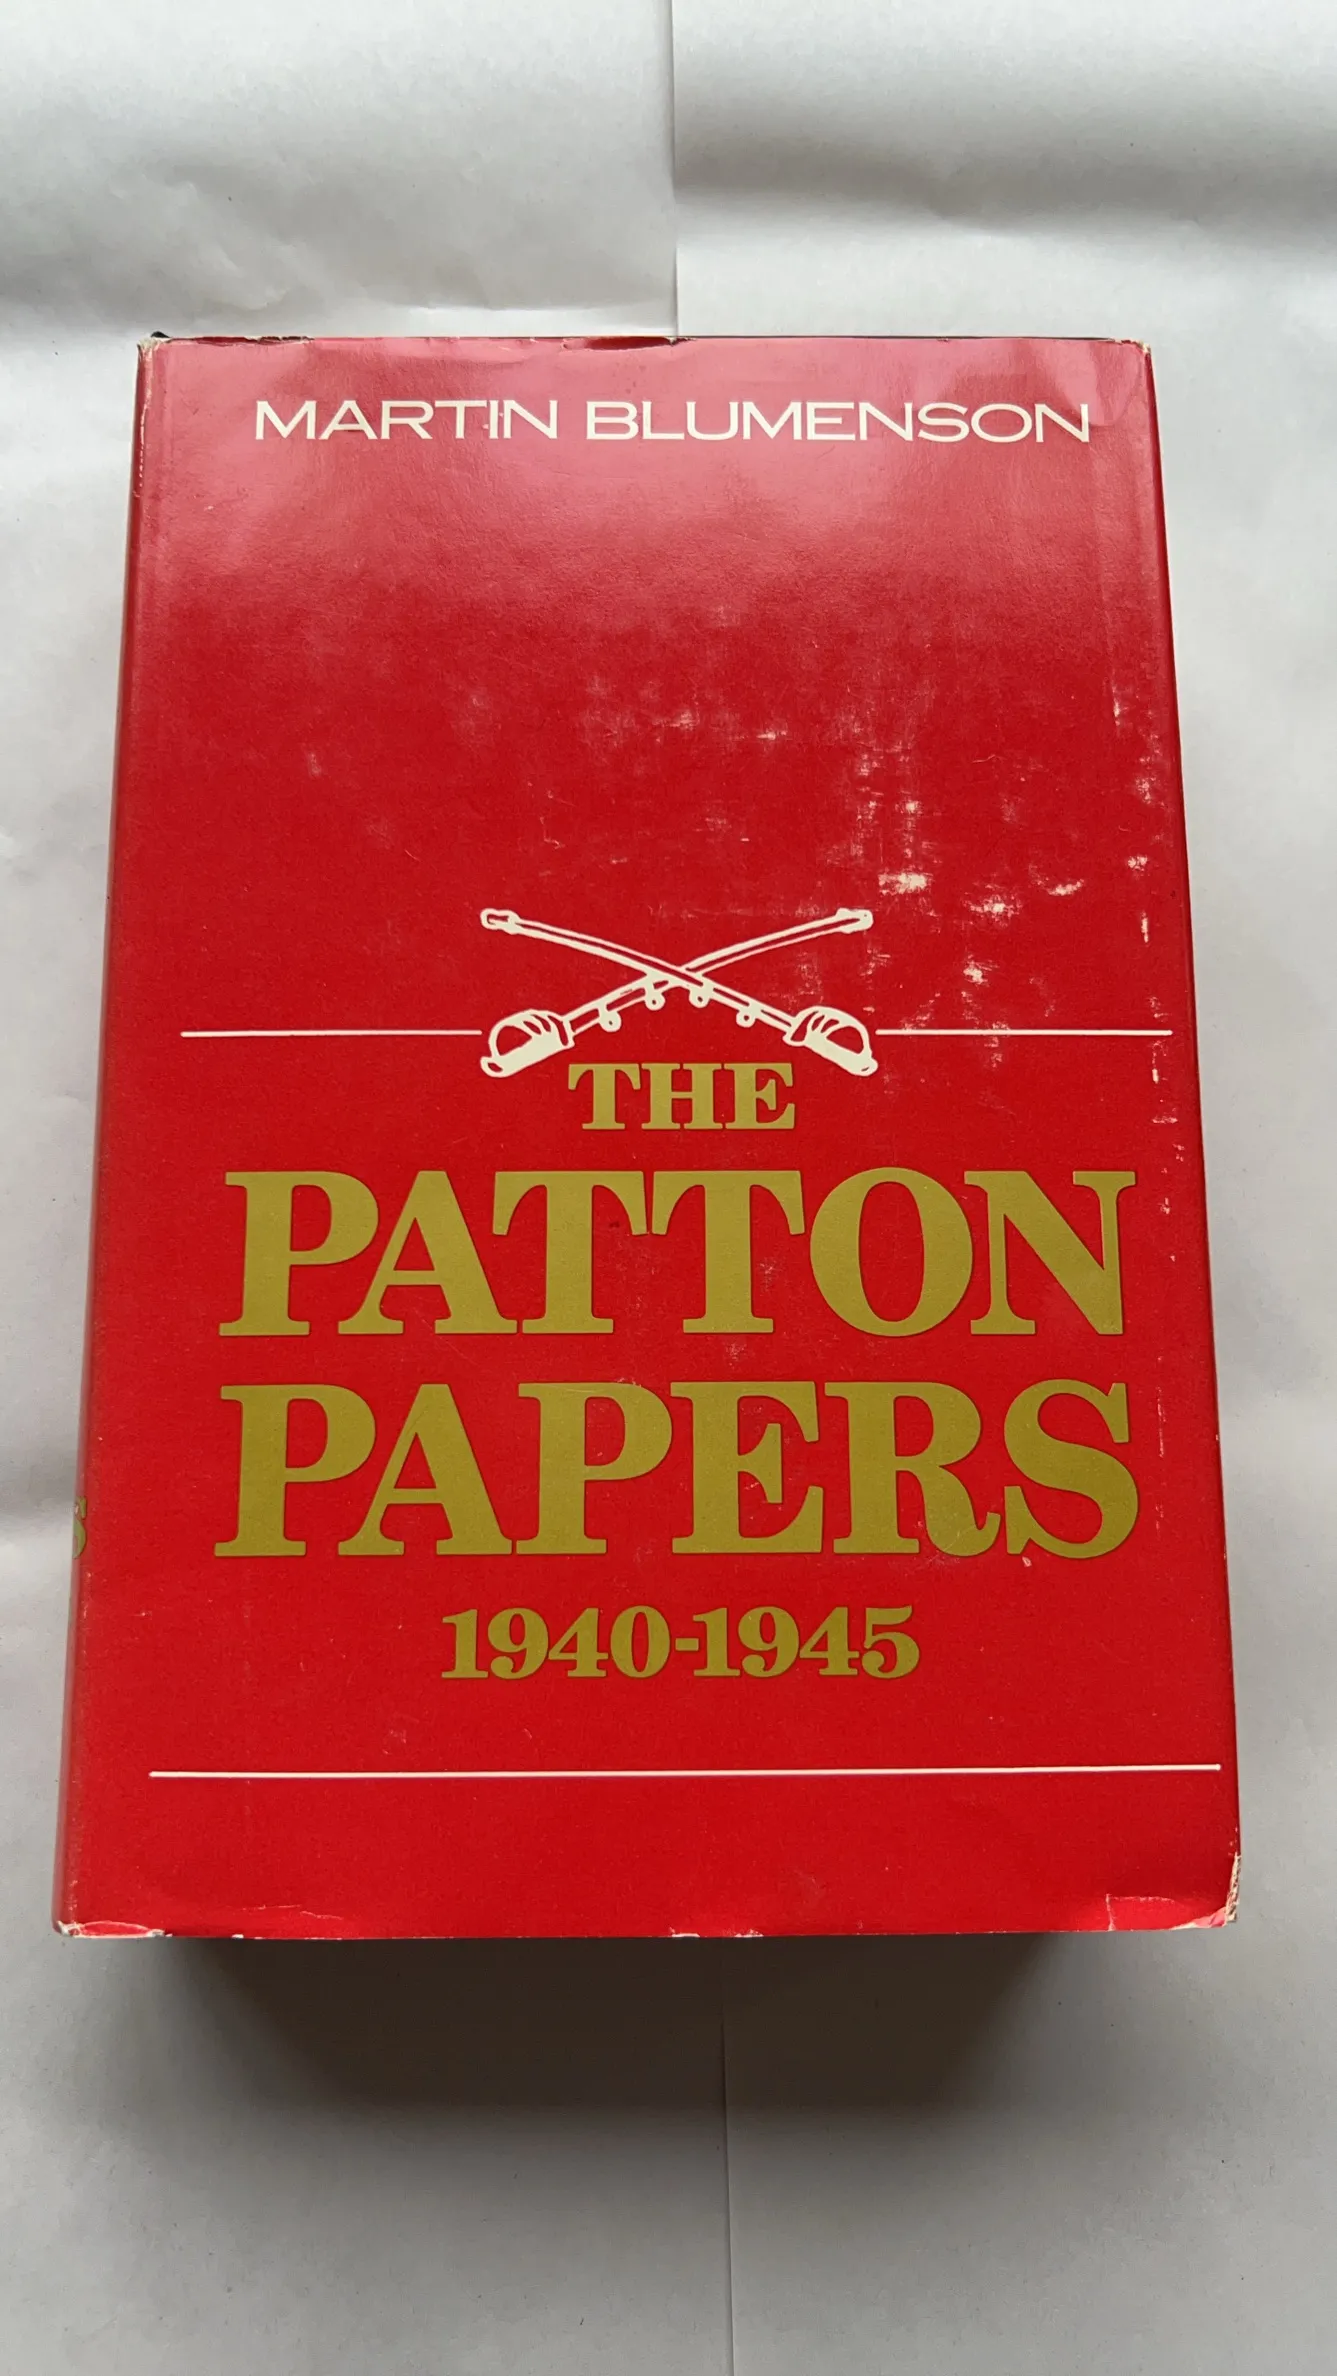 MARTIN BLUMENSON
THE
PATTON
PAPERS
1940-1945
S